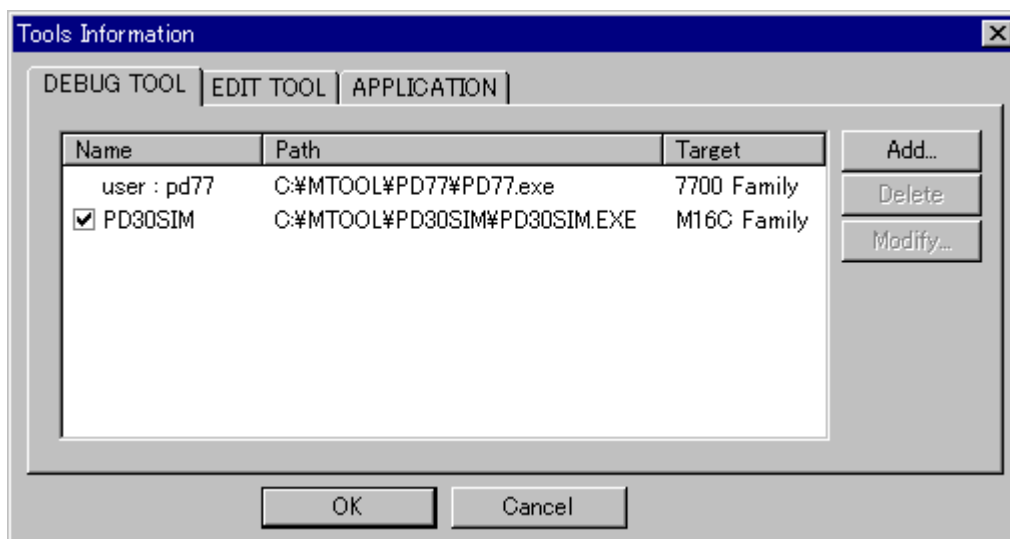 Tools Information
DEBUG TOOL EDIT TOOL APPLICATION
Name Path Target
user : pd77 C:¥MTOOL¥PD77¥PD77.exe 7700 Family
PD30SIM C:¥MTOOL¥PD30SIM¥PD30SIM.EXE M16C Family
Add...
Delete
Modify...
OK Cancel